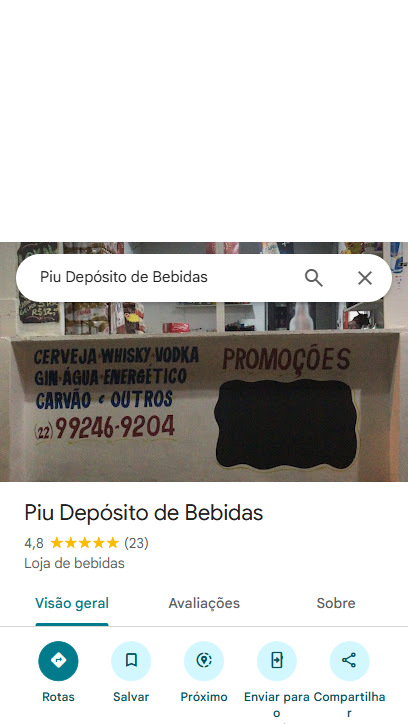 Piu Depósito de Bebidas
CERVEJA·WHISKY·VODKA
GIN·ÁGUA·ENERGÉTICO
CARVÃO e OUTROS
(22) 99246-9204
PROMOÇÕES
Piu Depósito de Bebidas
4,8 ★★★★★ (23)
Loja de bebidas
Visão geral
Avaliações
Sobre
Rotas
Salvar
Próximo
Enviar para o
Compartilhar